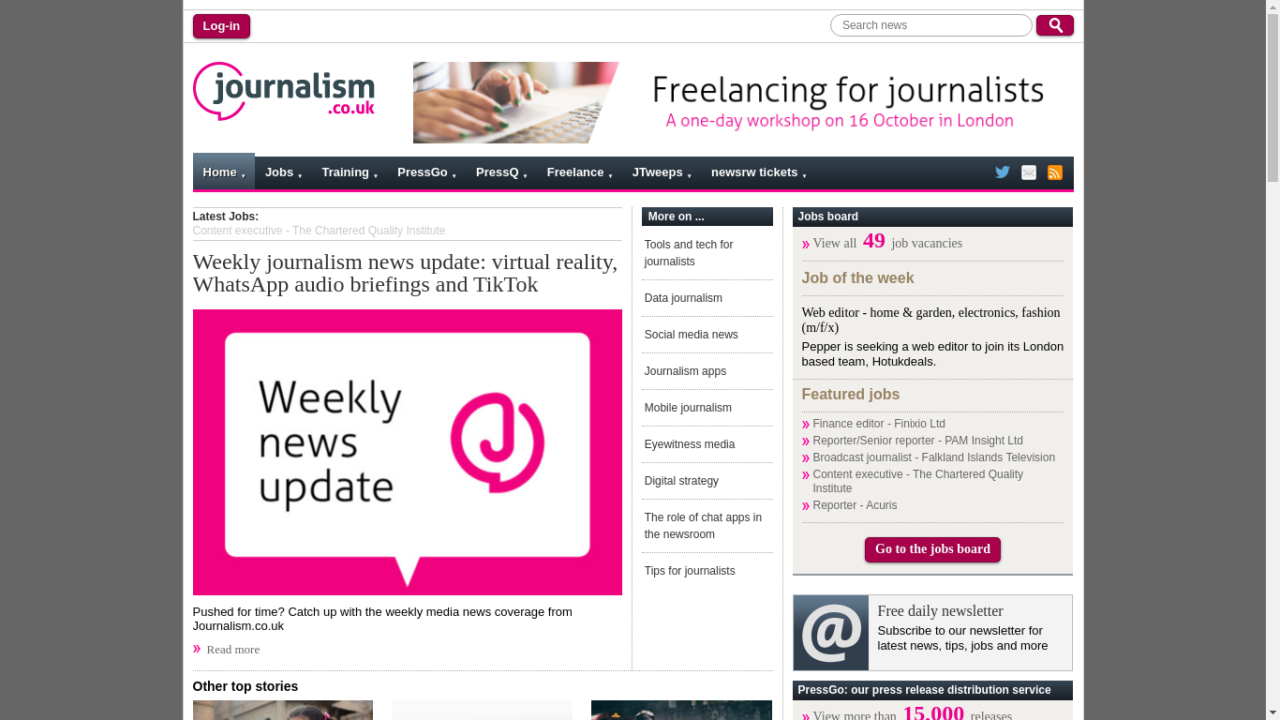 Log-in
Search news
journalism
.co.uk
Freelancing for journalists
A one-day workshop on 16 October in London
Home
Jobs
Training
PressGo
PressQ
Freelance
JTweeps
newsrw tickets
Latest Jobs:
Content executive - The Chartered Quality Institute
Weekly journalism news update: virtual reality,
WhatsApp audio briefings and TikTok
Weekly
news
update
Pushed for time? Catch up with the weekly media news coverage from
Journalism.co.uk
Read more
Other top stories
More on ...
Tools and tech for
journalists
Data journalism
Social media news
Journalism apps
Mobile journalism
Eyewitness media
Digital strategy
The role of chat apps in
the newsroom
Tips for journalists
Jobs board
View all 49 job vacancies
Job of the week
Web editor - home & garden, electronics, fashion
(m/f/x)
Pepper is seeking a web editor to join its London
based team, Hotukdeals.
Featured jobs
Finance editor - Finixio Ltd
Reporter/Senior reporter - PAM Insight Ltd
Broadcast journalist - Falkland Islands Television
Content executive - The Chartered Quality
Institute
Reporter - Acuris
Go to the jobs board
@
Free daily newsletter
Subscribe to our newsletter for
latest news, tips, jobs and more
PressGo: our press release distribution service
View more than 15,000 releases